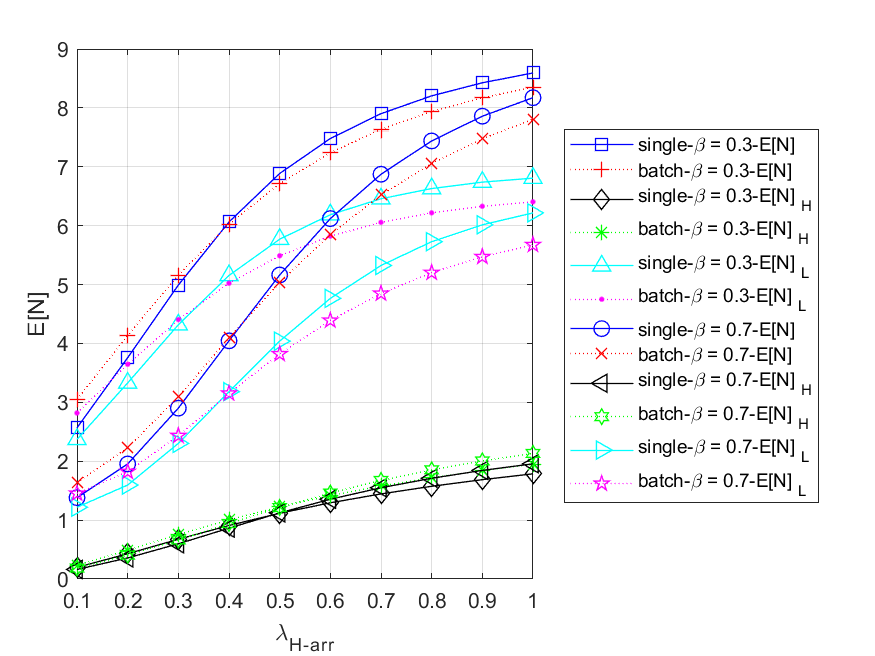 9
8
7
6
5
4
3
2
1
0
E[N]
0.1 0.2 0.3 0.4 0.5 0.6 0.7 0.8 0.9 1
λH-arr
single-β = 0.3-E[N]
batch-β = 0.3-E[N]
single-β = 0.3-E[N] H
batch-β = 0.3-E[N] H
single-β = 0.3-E[N] L
batch-β = 0.3-E[N] L
single-β = 0.7-E[N]
batch-β = 0.7-E[N]
single-β = 0.7-E[N] H
batch-β = 0.7-E[N] H
single-β = 0.7-E[N] L
batch-β = 0.7-E[N] L